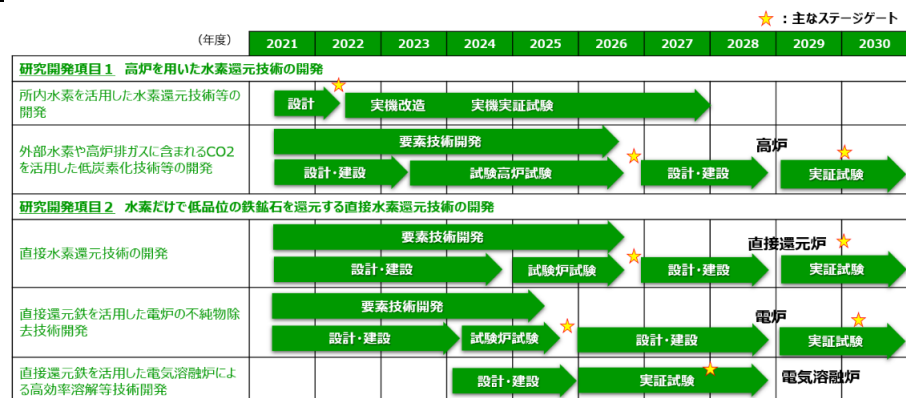 ：主なステージゲート
（年度） 2021 2022 2023 2024 2025 2026 2027 2028 2029 2030
研究開発項目１ 高炉を用いた水素還元技術の開発
所内水素を活用した水素還元技術等の
開発
設計
実機改造 実機実証試験
外部水素や高炉排ガスに含まれるCO2
を活用した低炭素化技術等の開発
要素技術開発
設計・建設
試験高炉試験
設計・建設
高炉
実証試験
研究開発項目２ 水素だけで低品位の鉄鉱石を還元する直接水素還元技術の開発
直接水素還元技術の開発
要素技術開発
設計・建設
試験炉試験
設計・建設
直接還元炉
実証試験
直接還元鉄を活用した電炉の不純物除
去技術開発
要素技術開発
設計・建設
試験炉試験
設計・建設
電炉
実証試験
直接還元鉄を活用した電気溶融炉によ
る高効率溶解等技術開発
設計・建設
実証試験
電気溶融炉